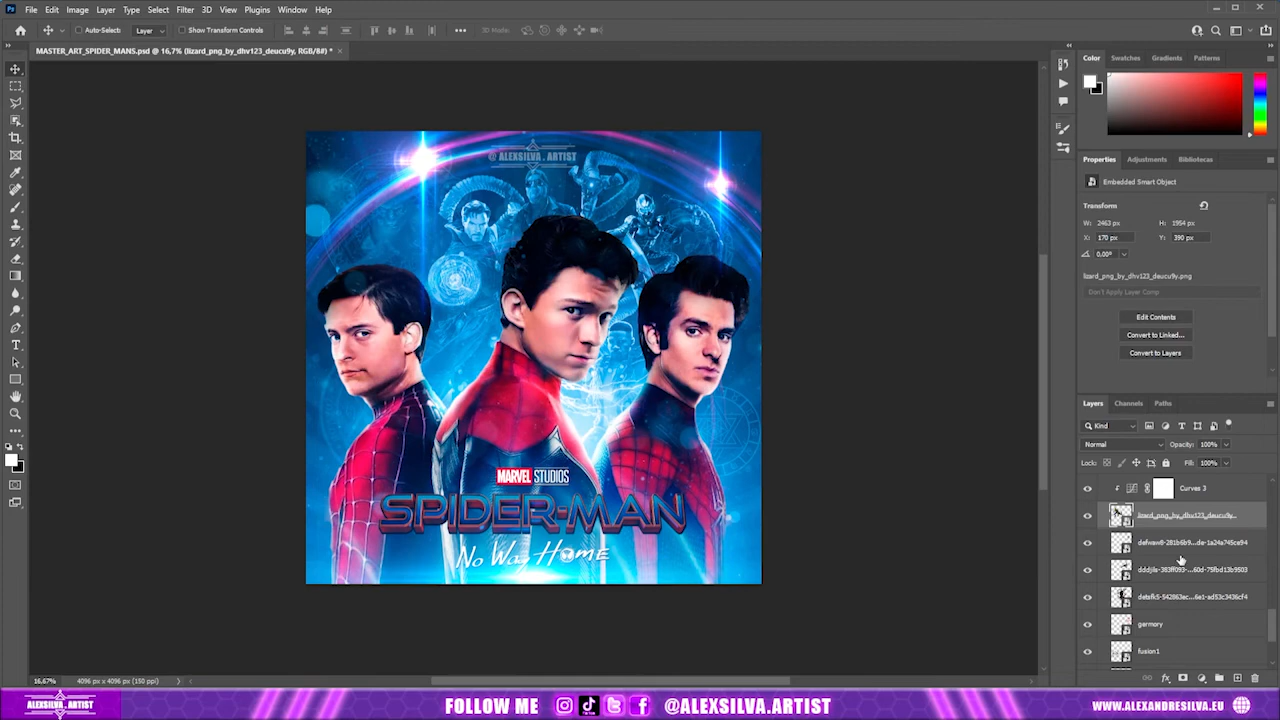 File Edit Image Layer Type Select Filter 3D View Plugins Window Help
Auto-Select: Layer Show Transform Controls 3D Mode:
MASTER_ART_SPIDER_MANS.psd @ 16,7% (lizard_png_by_dhv123_deucu9y, RGB/8#) *
Color Swatches Gradients Patterns
Properties Adjustments Bibliotecas
Embedded Smart Object
Transform
W: 2463 px H: 1954 px
X: 170 px Y: 390 px
0,00°
lizard_png_by_dhv123_deucu9y.png
Don't Apply Layer Comp
Edit Contents
Convert to Linked...
Convert to Layers
Layers Channels Paths
Kind
Normal Opacity: 100%
Lock: Fill: 100%
Curves 3
lizard_png_by_dhv123_deucu9y...
garmory
fusion1
@ALEXSILVA.ARTIST
MARVEL STUDIOS
SPIDER-MAN
No Way Home
16,67% 4096 px x 4096 px (150 ppi)
ALEXSILVA.ARTIST
FOLLOW ME
@ALEXSILVA.ARTIST
WWW.ALEXANDRESILVA.EU